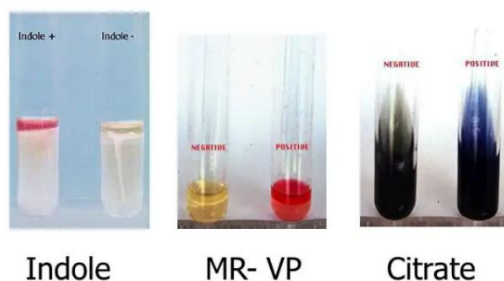 Indole +
Indole -
NEGATIVE
POSITIVE
NEGATIVE
POSITIVE
Indole
MR- VP
Citrate